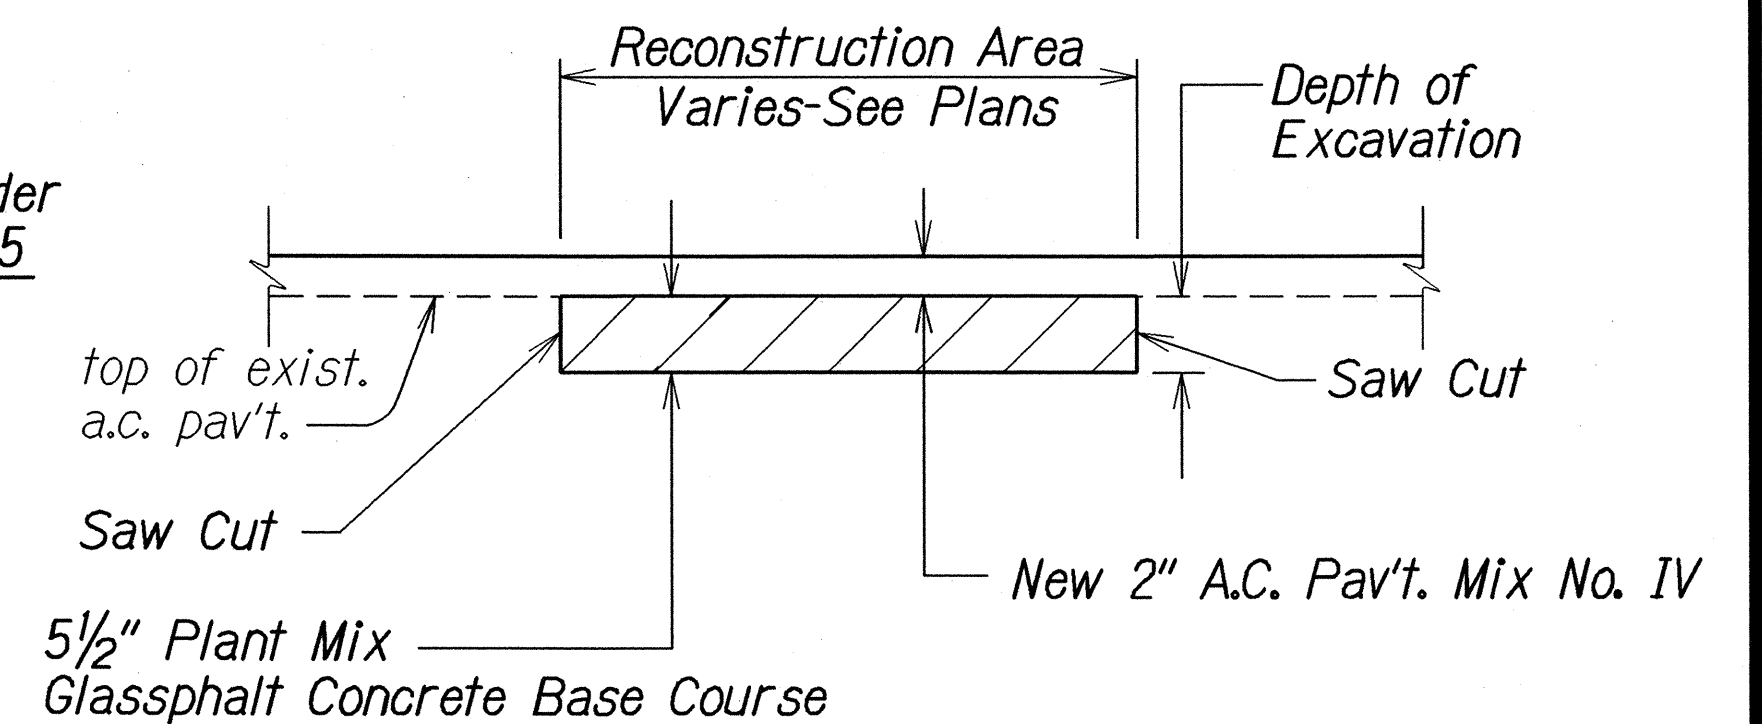 Reconstruction Area
Varies-See Plans
Depth of
Excavation
5
top of exist.
a.c. pav't.
Saw Cut
Saw Cut
New 2" A.C. Pav't. Mix No. IV
5½" Plant Mix
Glassphalt Concrete Base Course